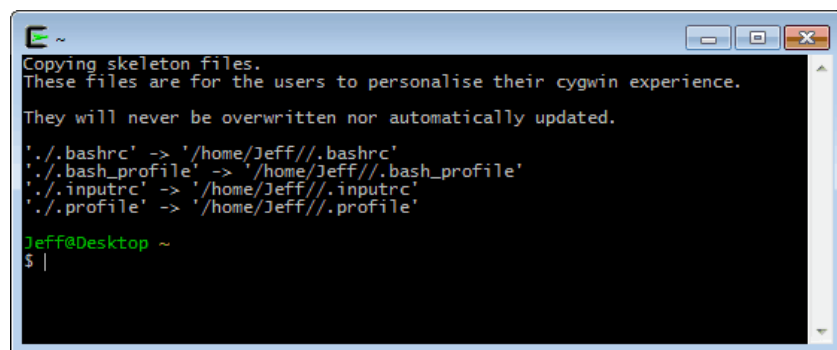 ~
Copying skeleton files.
These files are for the users to personalise their cygwin experience.
They will never be overwritten nor automatically updated.
'./.bashrc' -> '/home/Jeff//.bashrc'
'./.bash_profile' -> '/home/Jeff//.bash_profile'
'./.inputrc' -> '/home/Jeff//.inputrc'
'./.profile' -> '/home/Jeff//.profile'
Jeff@Desktop ~
$